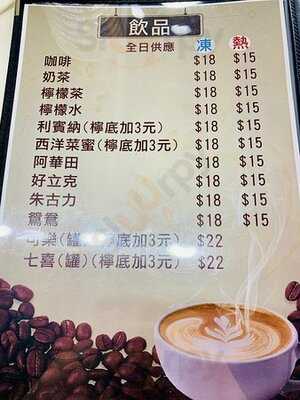 飲品
全日供應 凍 熱
咖啡 $18 $15
奶茶 $18 $15
檸檬茶 $18 $15
檸檬水 $18 $15
利賓納(檸底加3元) $18 $15
西洋菜蜜(檸底加3元) $18 $15
阿華田 $18 $15
好立克 $18 $15
朱古力 $18 $15
鴛鴦 $18 $15
可樂(罐)(檸底加3元) $22
七喜(罐)(檸底加3元) $22